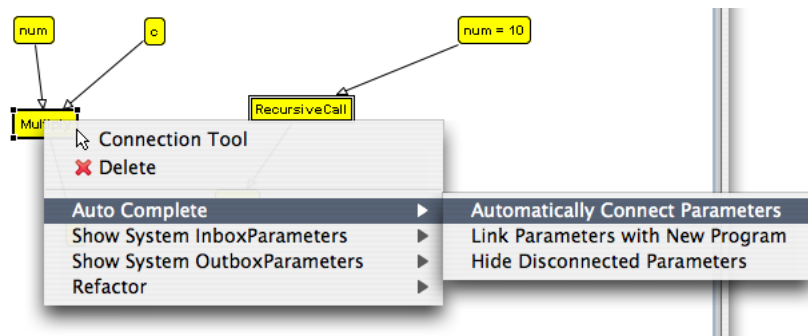 num
c
num = 10
RecursiveCall
Connection Tool
Delete
Auto Complete
Automatically Connect Parameters
Show System InboxParameters
Link Parameters with New Program
Show System OutboxParameters
Hide Disconnected Parameters
Refactor